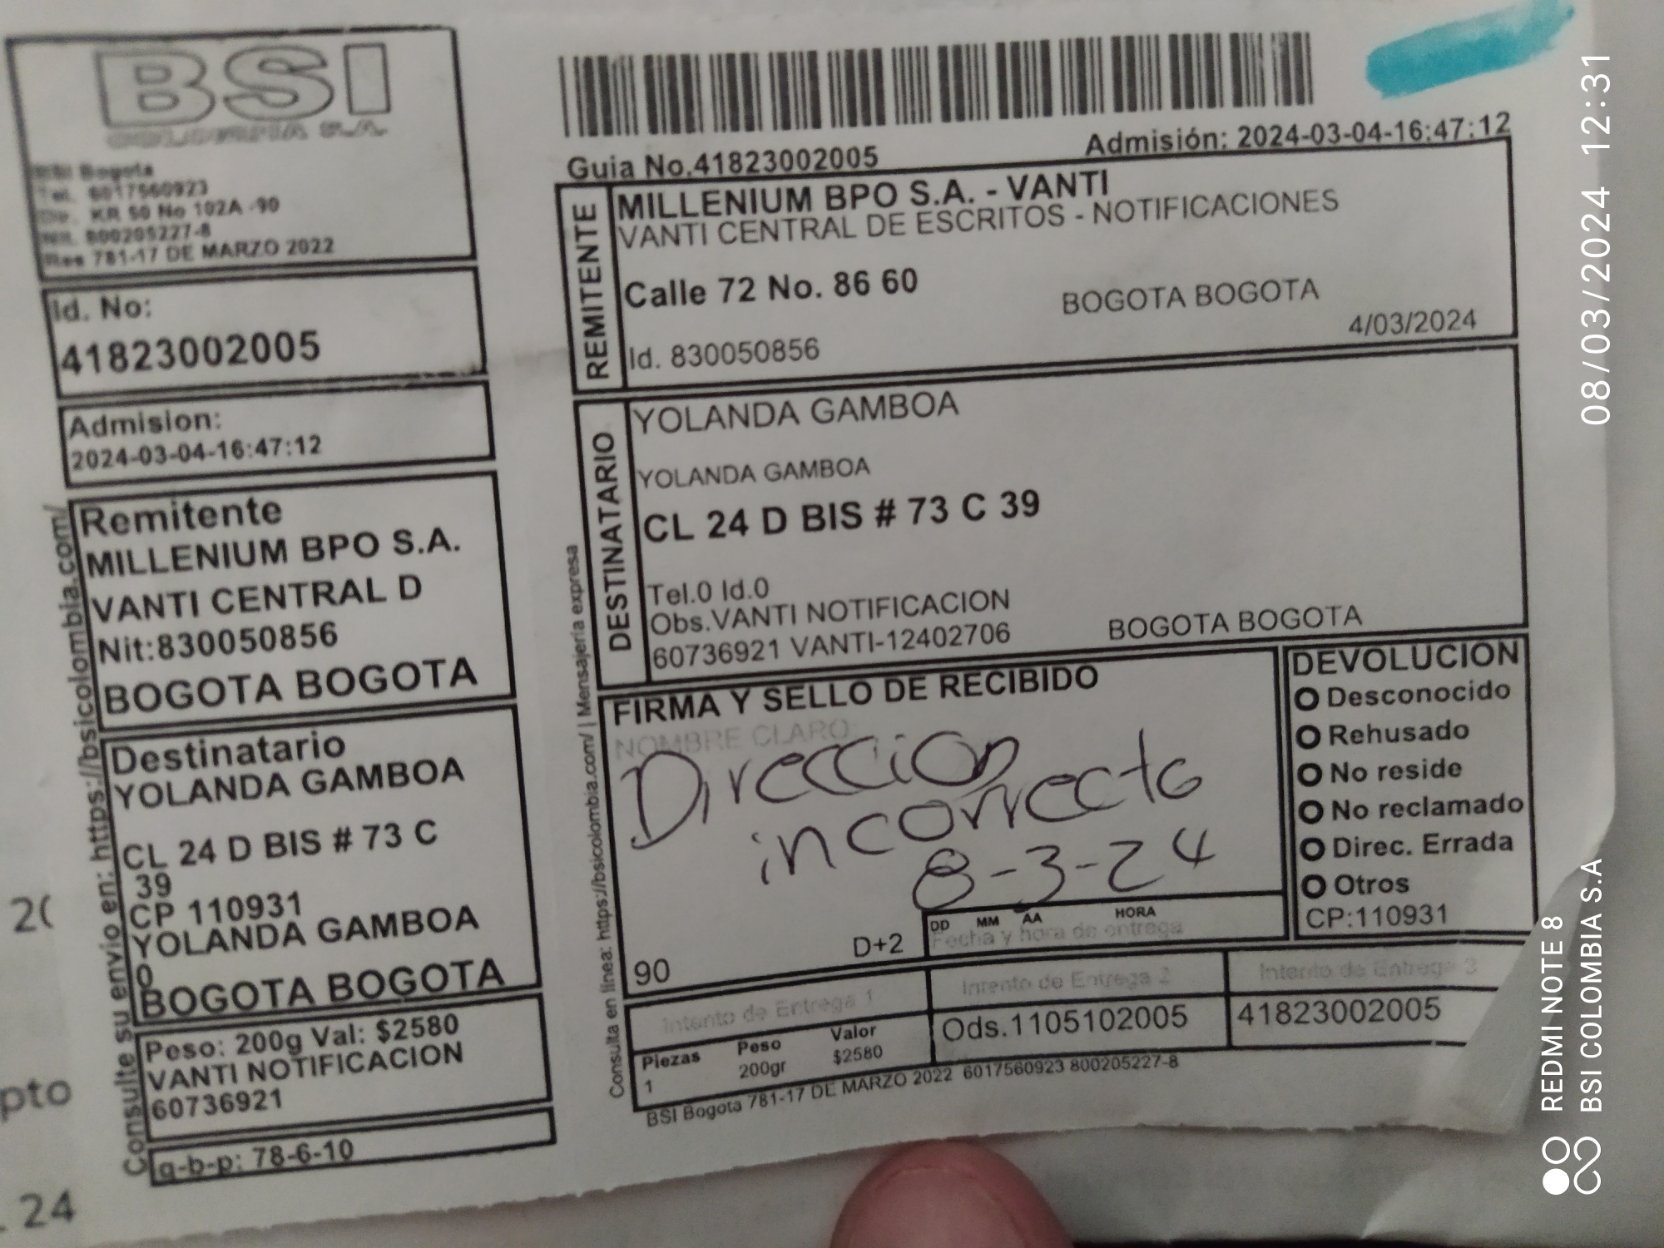 BSI
COLOMBIA S.A.
BSI Bogota
Tel. 6017560923
Dir. KR 50 No 102A -90
Nit. 800205227-8
Res 781-17 DE MARZO 2022
Id. No:
41823002005
Admision:
2024-03-04-16:47:12
Remitente
MILLENIUM BPO S.A.
VANTI CENTRAL D
Nit:830050856
BOGOTA BOGOTA
Destinatario
YOLANDA GAMBOA
CL 24 D BIS # 73 C
39
CP 110931
YOLANDA GAMBOA
0
BOGOTA BOGOTA
Peso: 200g Val: $2580
VANTI NOTIFICACION
60736921
q-b-p: 78-6-10
Consulte su envio en: https://bsicolombia.com/
Guia No.41823002005
Admisión: 2024-03-04-16:47:12
REMITENTE
MILLENIUM BPO S.A. - VANTI
VANTI CENTRAL DE ESCRITOS - NOTIFICACIONES
Calle 72 No. 86 60
BOGOTA BOGOTA
4/03/2024
Id. 830050856
DESTINATARIO
YOLANDA GAMBOA
YOLANDA GAMBOA
CL 24 D BIS # 73 C 39
Tel.0 Id.0
Obs.VANTI NOTIFICACION
60736921 VANTI-12402706
BOGOTA BOGOTA
Consulta en línea: https://bsicolombia.com/ | Mensajería expresa
FIRMA Y SELLO DE RECIBIDO
NOMBRE CLARO:
Direccion
incorrecta
8-3-24
DD MM AA HORA
Fecha y hora de entrega
90
D+2
DEVOLUCION
Desconocido
Rehusado
No reside
No reclamado
Direc. Errada
Otros
CP:110931
Intento de Entrega 1
Intento de Entrega 2
Intento de Entrega 3
Piezas Peso Valor
1 200gr $2580
Ods.1105102005
41823002005
BSI Bogota 781-17 DE MARZO 2022 6017560923 800205227-8
2(
pto
24
08/03/2024 12:31
REDMI NOTE 8
BSI COLOMBIA S.A